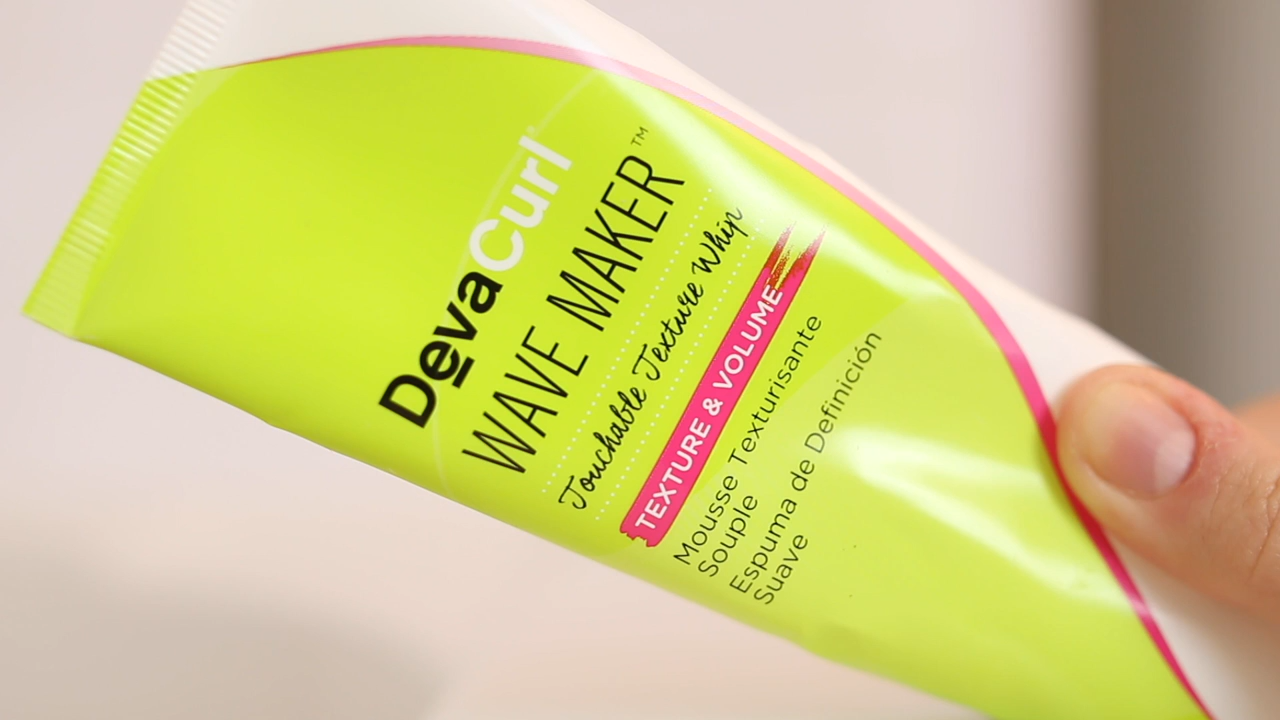 DevaCurl
WAVE MAKER™
Touchable Texture Whip
TEXTURE & VOLUME
Mousse Texturisante
Souple
Espuma de Definición
Suave